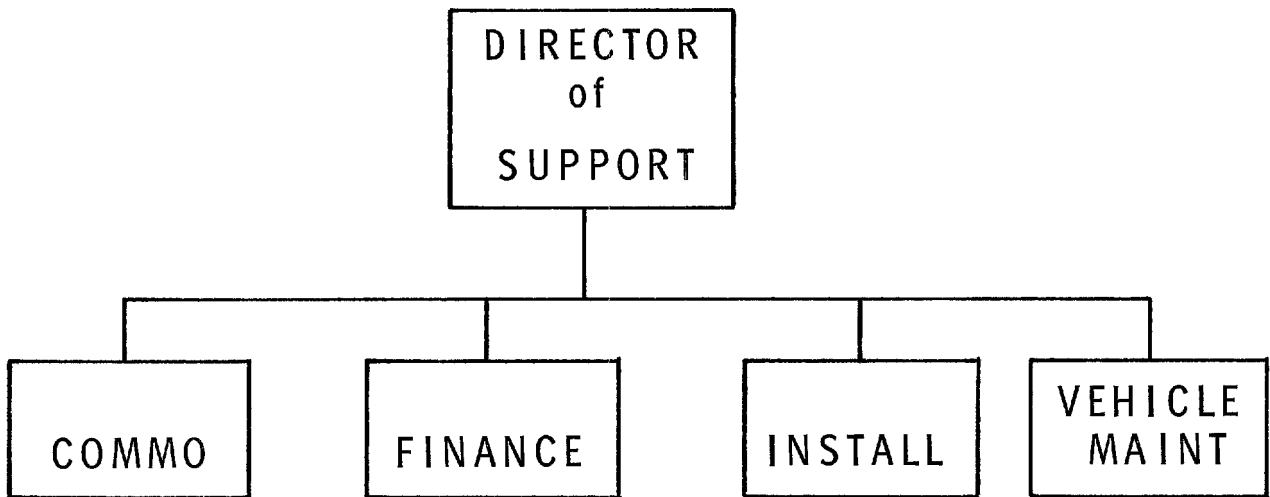 DIRECTOR
of
SUPPORT
COMMO
FINANCE
INSTALL
VEHICLE
MAINT